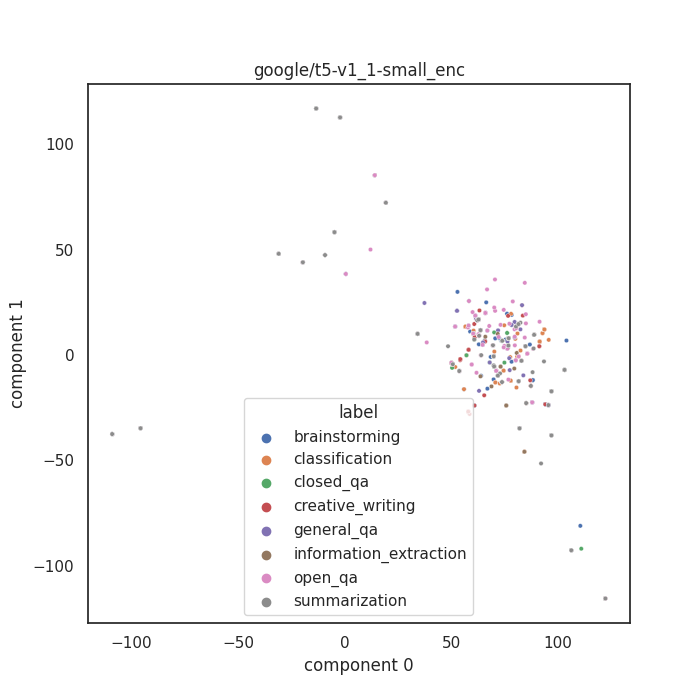 google/t5-v1_1-small_enc
100
50
0
−50
−100
component 1
label
brainstorming
classification
closed_qa
creative_writing
general_qa
information_extraction
open_qa
summarization
−100
−50
0
50
100
component 0